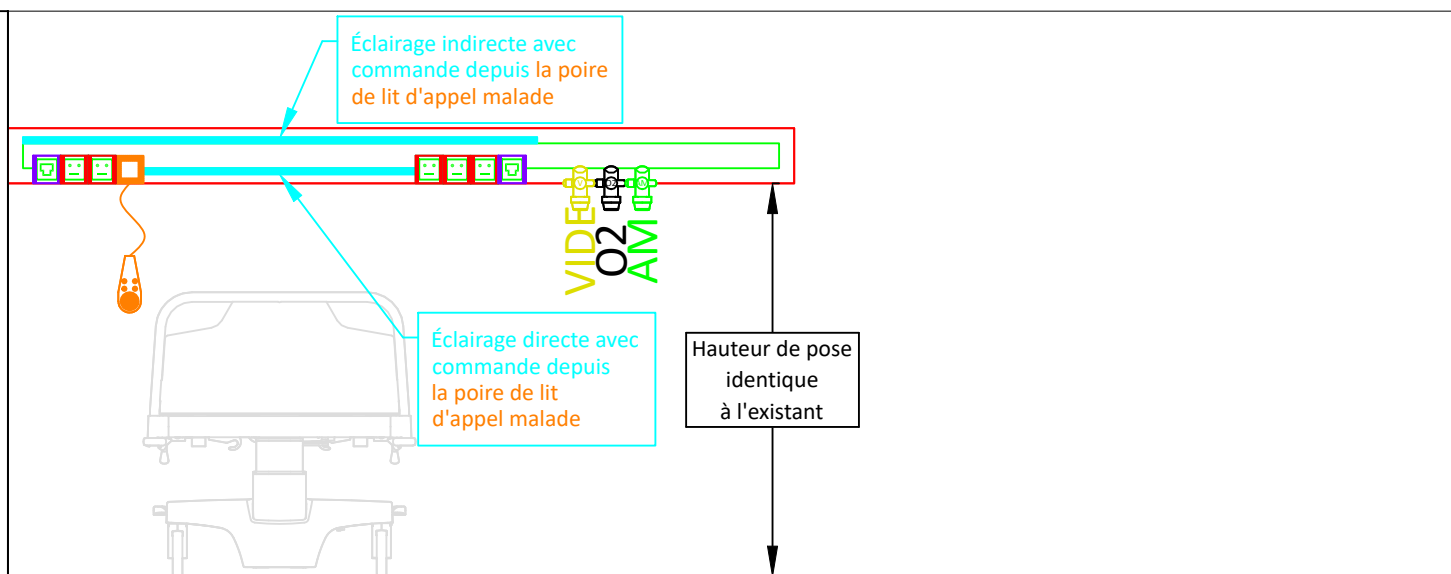 Éclairage indirecte avec
commande depuis la poire
de lit d'appel malade
O2
VIDE
O2
AM
Éclairage directe avec
commande depuis
la poire de lit
d'appel malade
Hauteur de pose
identique
à l'existant